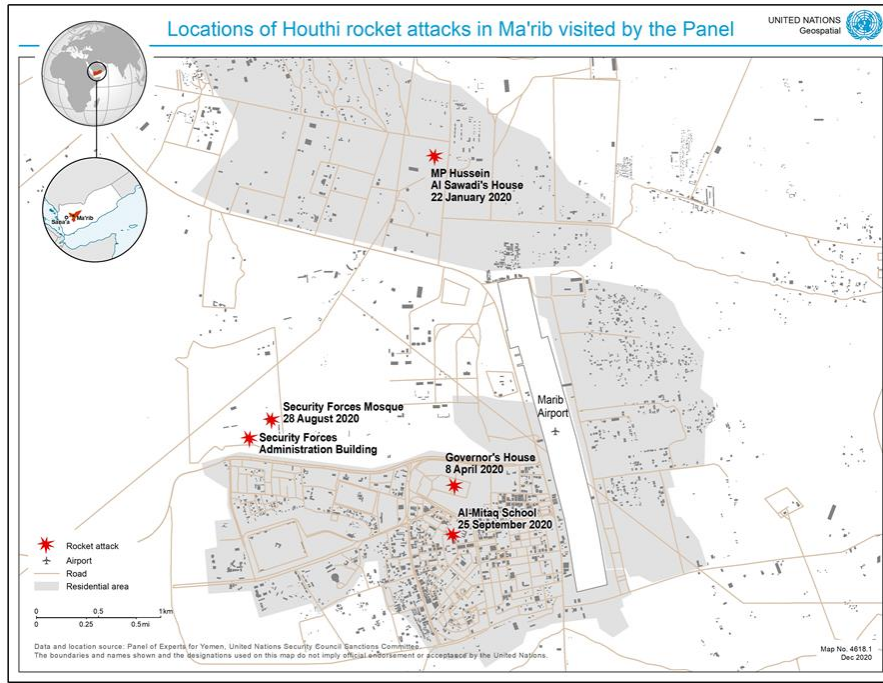 Locations of Houthi rocket attacks in Ma'rib visited by the Panel
UNITED NATIONS
Geospatial
Sana'a
Ma'rib
MP Hussein
Al Sawadi's House
22 January 2020
Marib
Airport
Security Forces Mosque
28 August 2020
Security Forces
Administration Building
Governor's House
8 April 2020
Al-Mitaq School
25 September 2020
Rocket attack
Airport
Road
Residential area
0 0.5 1km
0 0.25 0.5mi
Data and location source: Panel of Experts for Yemen, United Nations Security Council Sanctions Committee.
The boundaries and names shown and the designations used on this map do not imply official endorsement or acceptance by the United Nations.
Map No. 4618.1
Dec 2020